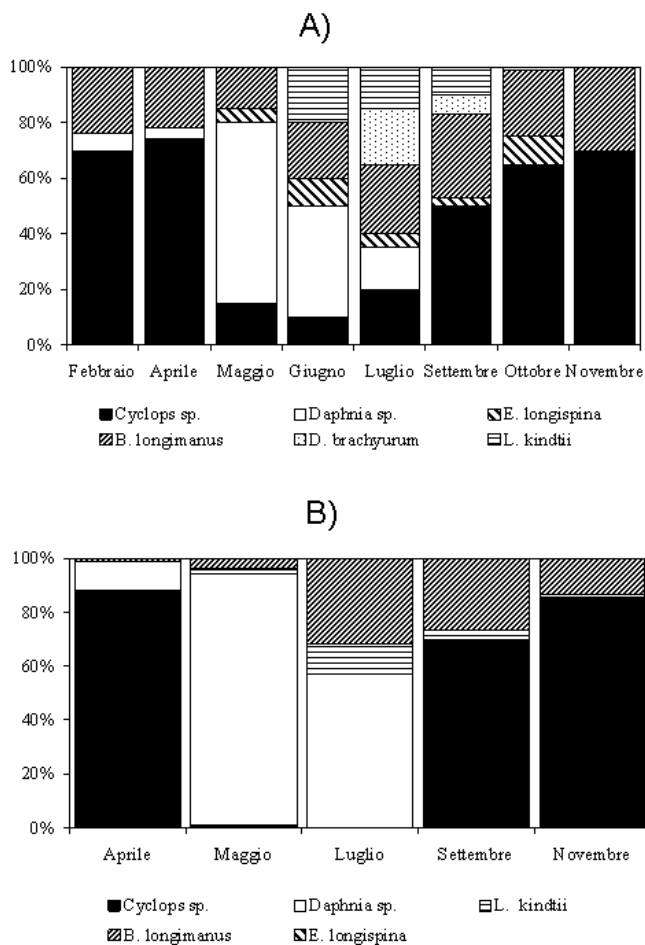 A)
100%
80%
60%
40%
20%
0%
Febbraio Aprile Maggio Giugno Luglio Settembre Ottobre Novembre
Cyclops sp. Daphnia sp. E. longispina
B. longimanus D. brachyurum L. kindtii
B)
100%
80%
60%
40%
20%
0%
Aprile Maggio Luglio Settembre Novembre
Cyclops sp. Daphnia sp. L. kindtii
B. longimanus E. longispina